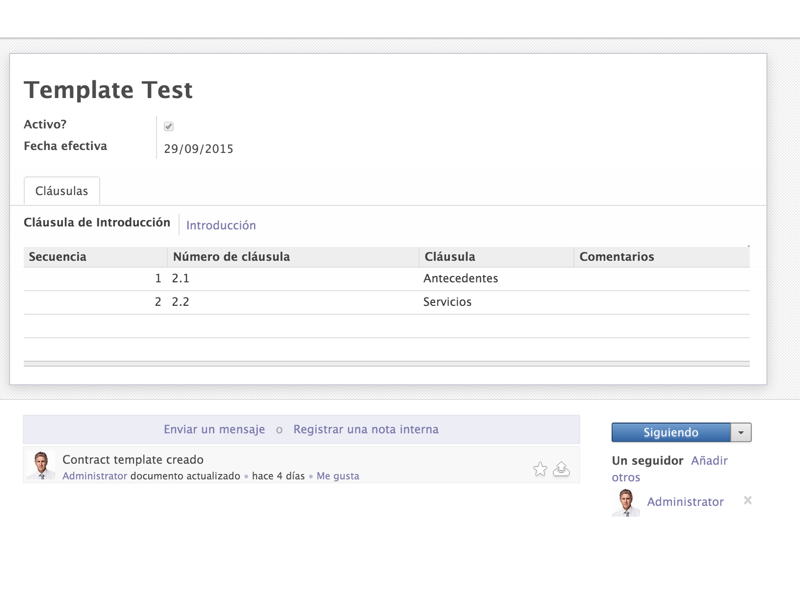 Template Test
Activo?
Fecha efectiva 29/09/2015
Cláusulas
Cláusula de Introducción Introducción
Secuencia Número de cláusula Cláusula Comentarios
1 2.1 Antecedentes
2 2.2 Servicios
Enviar un mensaje o Registrar una nota interna
Contract template creado
Administrator documento actualizado • hace 4 días • Me gusta
Siguiendo
Un seguidor Añadir
otros
Administrator